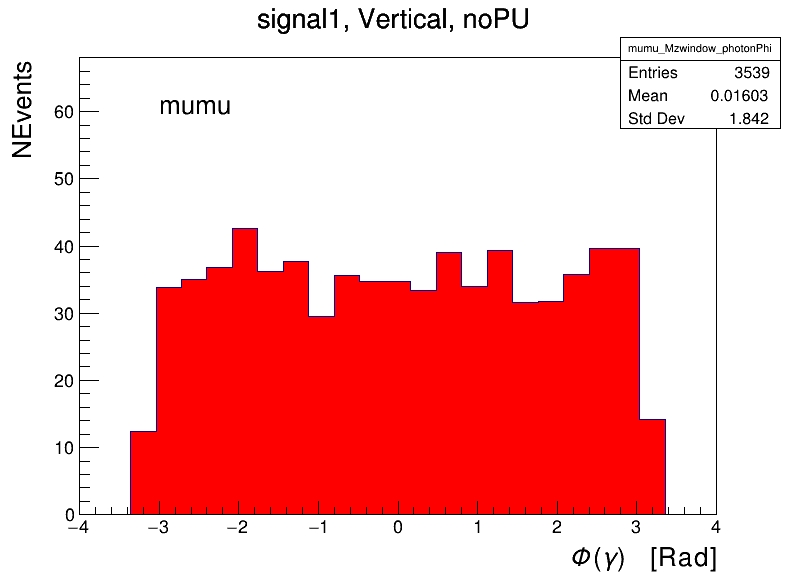 signal1, Vertical, noPU
mumu_Mzwindow_photonPhi
Entries 3539
Mean 0.01603
Std Dev 1.842
NEvents
mumu
60
50
40
30
20
10
0
−4 −3 −2 −1 0 1 2 3 4
Φ(γ) [Rad]